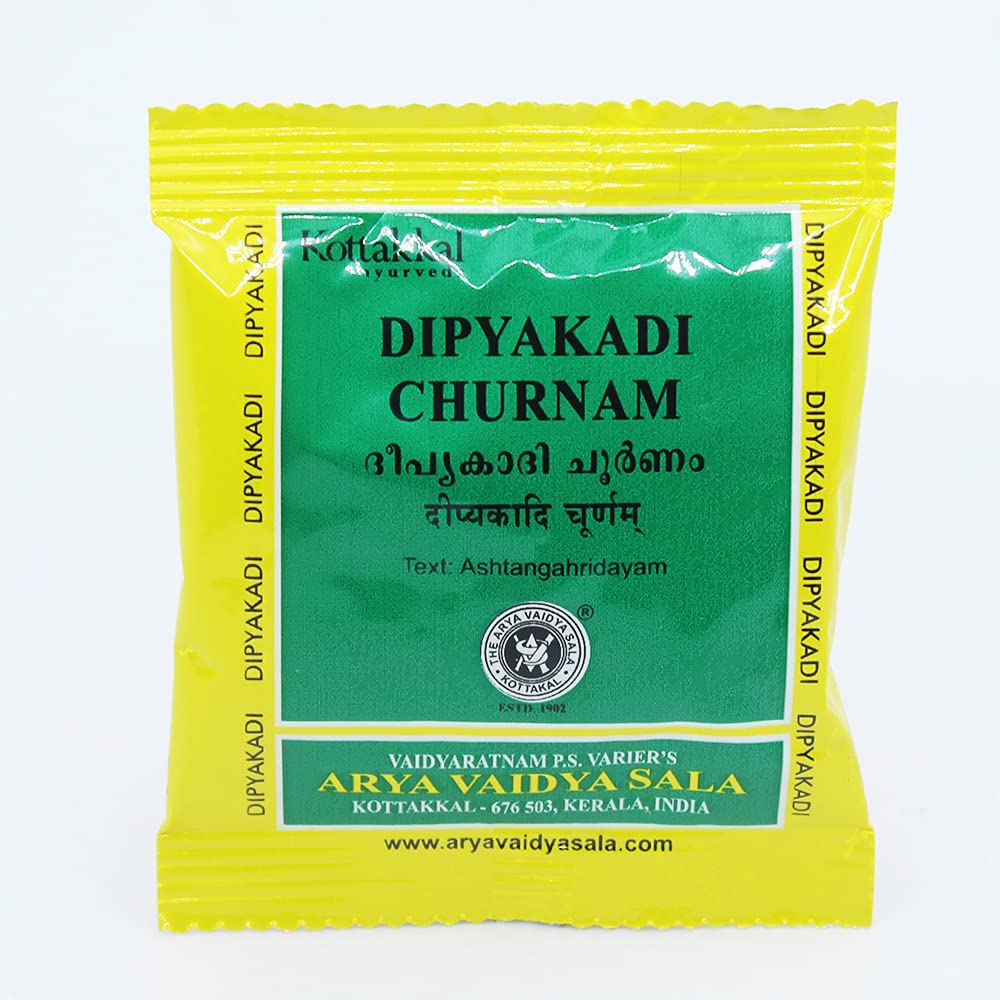 Kottakkal
ayurveda
DIPYAKADI
CHURNAM
ദീപ്യകാദി ചൂർണം
दीप्यकादि चूर्णम्
Text: Ashtangahridayam
®
THE ARYA VAIDYA SALA
KOTTAKAL
ESTD. 1902
VAIDYARATNAM P.S. VARIER'S
ARYA VAIDYA SALA
KOTTAKKAL - 676 503, KERALA, INDIA
www.aryavaidyasala.com
DIPYAKADI
DIPYAKADI
DIPYAKADI
DIPYAKADI
DIPYAKADI
DIPYAKADI
DIPYAKADI
DIPYAKADI